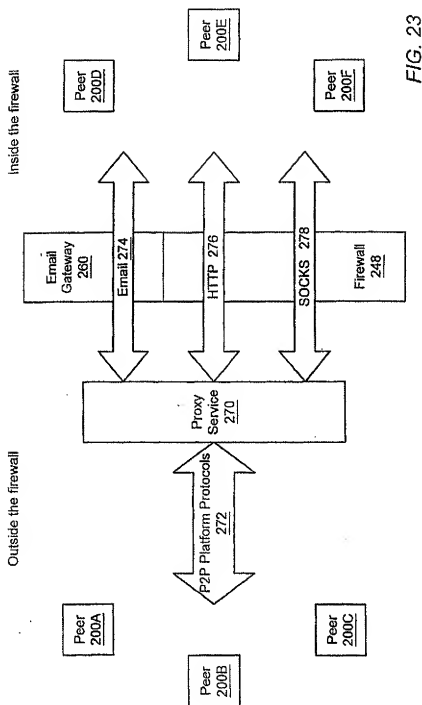 Outside the firewall
Inside the firewall
Peer
200A
Peer
200B
Peer
200C
P2P Platform Protocols
272
Proxy
Service
270
Email
Gateway
260
Email 274
HTTP 276
SOCKS 278
Firewall
248
Peer
200D
Peer
200E
Peer
200F
FIG. 23